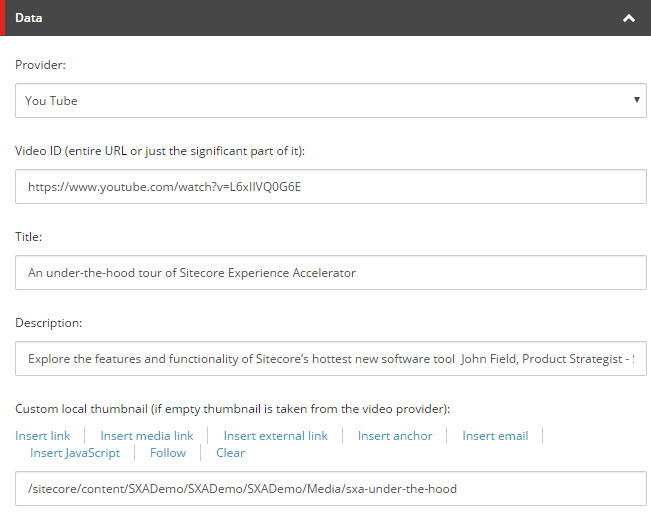 Data
Provider:
You Tube
Video ID (entire URL or just the significant part of it):
https://www.youtube.com/watch?v=L6xIIVQ0G6E
Title:
An under-the-hood tour of Sitecore Experience Accelerator
Description:
Explore the features and functionality of Sitecore’s hottest new software tool  John Field, Product Strategist -
Custom local thumbnail (if empty thumbnail is taken from the video provider):
Insert link Insert media link Insert external link Insert anchor Insert email
Insert JavaScript Follow Clear
/sitecore/content/SXADemo/SXADemo/SXADemo/Media/sxa-under-the-hood